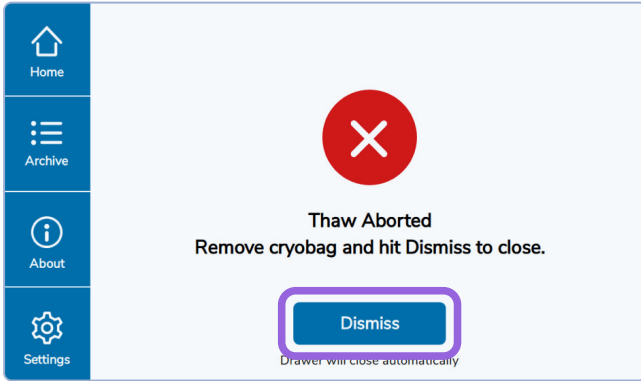 Home
Archive
About
Settings
Thaw Aborted
Remove cryobag and hit Dismiss to close.
Dismiss
Drawer will close automatically